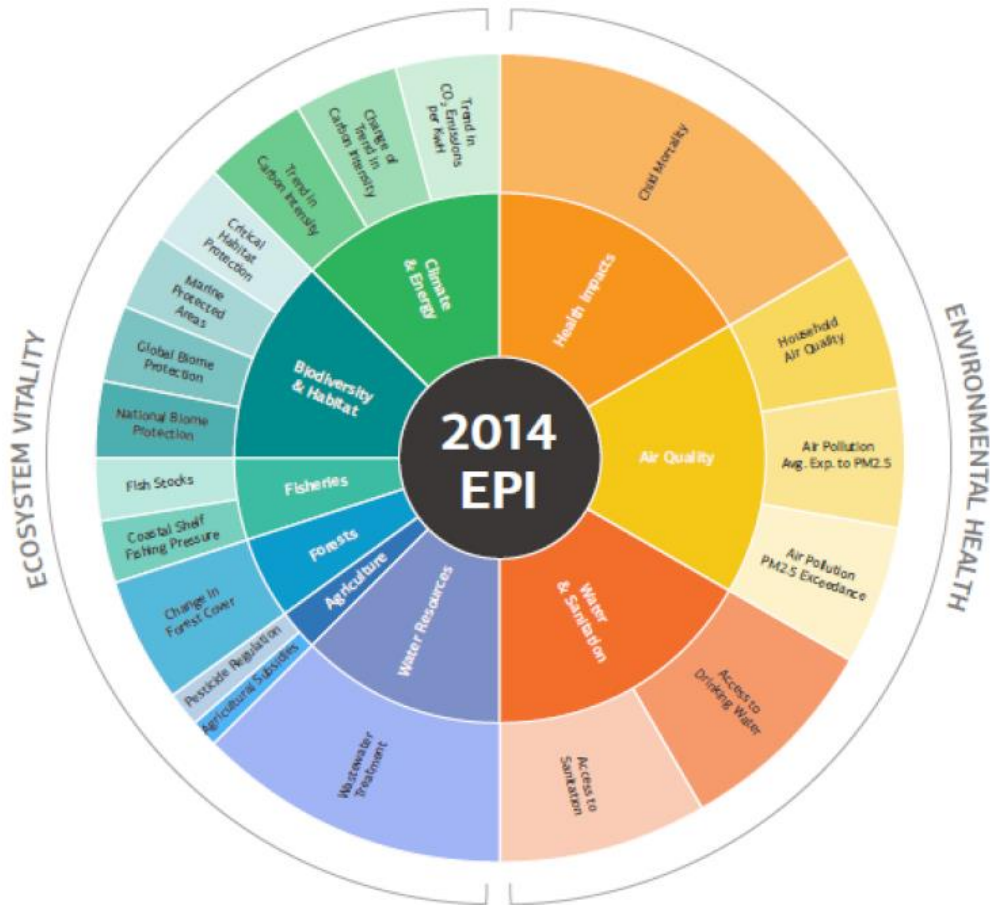 2014
EPI
ENVIRONMENTAL HEALTH
Health Impacts
Child Mortality
Air Quality
Household
Air Quality
Air Pollution
Avg. Exp. to PM2.5
Air Pollution
PM2.5 Exceedance
Water
& Sanitation
Access to
Drinking Water
Access to
Sanitation
ECOSYSTEM VITALITY
Water Resources
Wastewater
Treatment
Agriculture
Agricultural Subsidies
Pesticide Regulation
Forests
Change in
Forest Cover
Fisheries
Coastal Shelf
Fishing Pressure
Fish Stocks
Biodiversity
& Habitat
National Biome
Protection
Global Biome
Protection
Marine
Protected
Areas
Critical
Habitat
Protection
Climate
& Energy
Trend in
Carbon Intensity
Change of
Trend in
Carbon Intensity
Trend in
CO₂ Emissions
per KwH